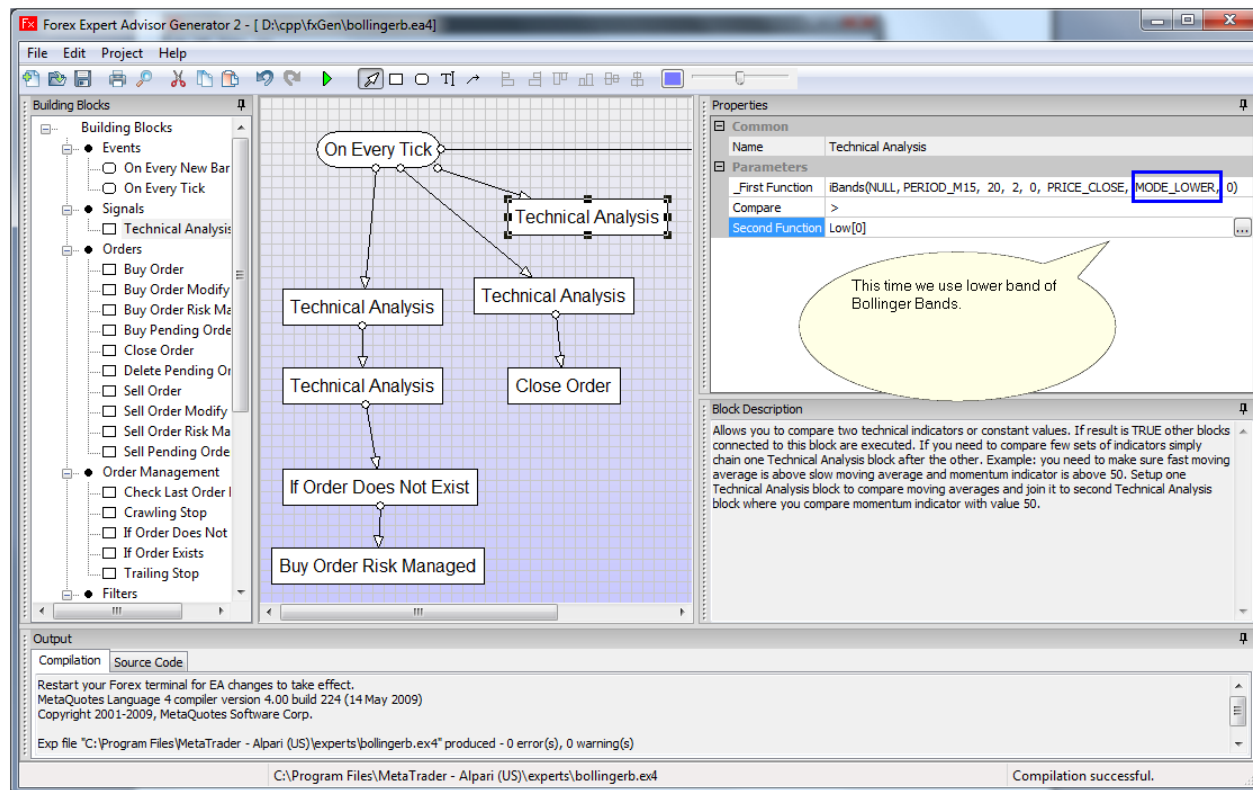 Forex Expert Advisor Generator 2 - [ D:\cpp\fxGen\bollingerb.ea4]
File Edit Project Help
Building Blocks
Building Blocks
Events
On Every New Bar
On Every Tick
Signals
Technical Analysis
Orders
Buy Order
Buy Order Modify
Buy Order Risk Ma
Buy Pending Orde
Close Order
Delete Pending Or
Sell Order
Sell Order Modify
Sell Order Risk Ma
Sell Pending Orde
Order Management
Check Last Order I
Crawling Stop
If Order Does Not
If Order Exists
Trailing Stop
Filters
On Every Tick
Technical Analysis
Technical Analysis
Technical Analysis
Technical Analysis
Close Order
If Order Does Not Exist
Buy Order Risk Managed
Properties
Common
Name Technical Analysis
Parameters
_First Function iBands(NULL, PERIOD_M15, 20, 2, 0, PRICE_CLOSE, MODE_LOWER, 0)
Compare >
Second Function Low[0] ...
This time we use lower band of
Bollinger Bands.
Block Description
Allows you to compare two technical indicators or constant values. If result is TRUE other blocks
connected to this block are executed. If you need to compare few sets of indicators simply
chain one Technical Analysis block after the other. Example: you need to make sure fast moving
average is above slow moving average and momentum indicator is above 50. Setup one
Technical Analysis block to compare moving averages and join it to second Technical Analysis
block where you compare momentum indicator with value 50.
Output
Compilation Source Code
Restart your Forex terminal for EA changes to take effect.
MetaQuotes Language 4 compiler version 4.00 build 224 (14 May 2009)
Copyright 2001-2009, MetaQuotes Software Corp.
Exp file "C:\Program Files\MetaTrader - Alpari (US)\experts\bollingerb.ex4" produced - 0 error(s), 0 warning(s)
C:\Program Files\MetaTrader - Alpari (US)\experts\bollingerb.ex4 Compilation successful.